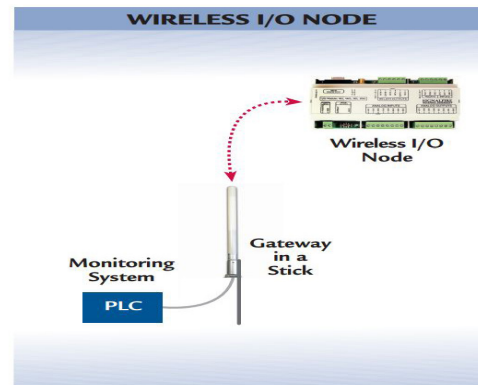 WIRELESS I/O NODE
Wireless I/O
Node
Gateway
in a
Stick
Monitoring
System
PLC